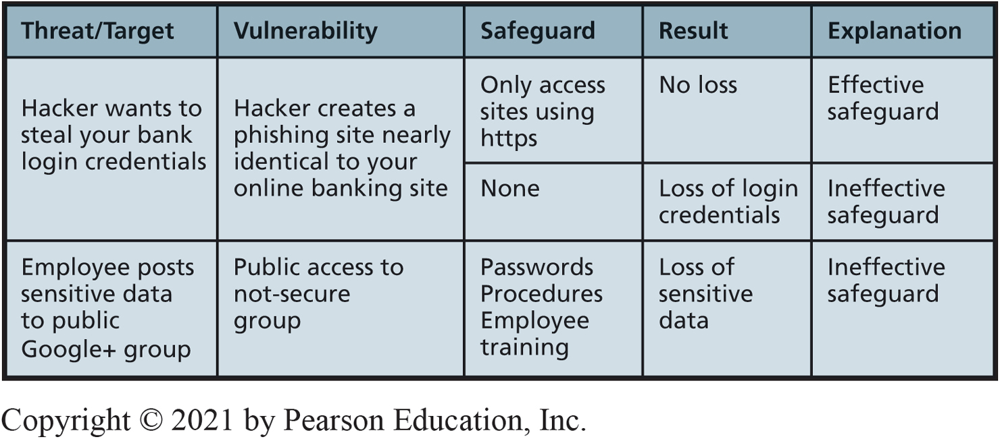 Threat/Target
Vulnerability
Safeguard
Result
Explanation
Hacker wants to
steal your bank
login credentials
Hacker creates a
phishing site nearly
identical to your
online banking site
Only access
sites using
https
No loss
Effective
safeguard
None
Loss of login
credentials
Ineffective
safeguard
Employee posts
sensitive data
to public
Google+ group
Public access to
not-secure
group
Passwords
Procedures
Employee
training
Loss of
sensitive
data
Ineffective
safeguard
Copyright © 2021 by Pearson Education, Inc.